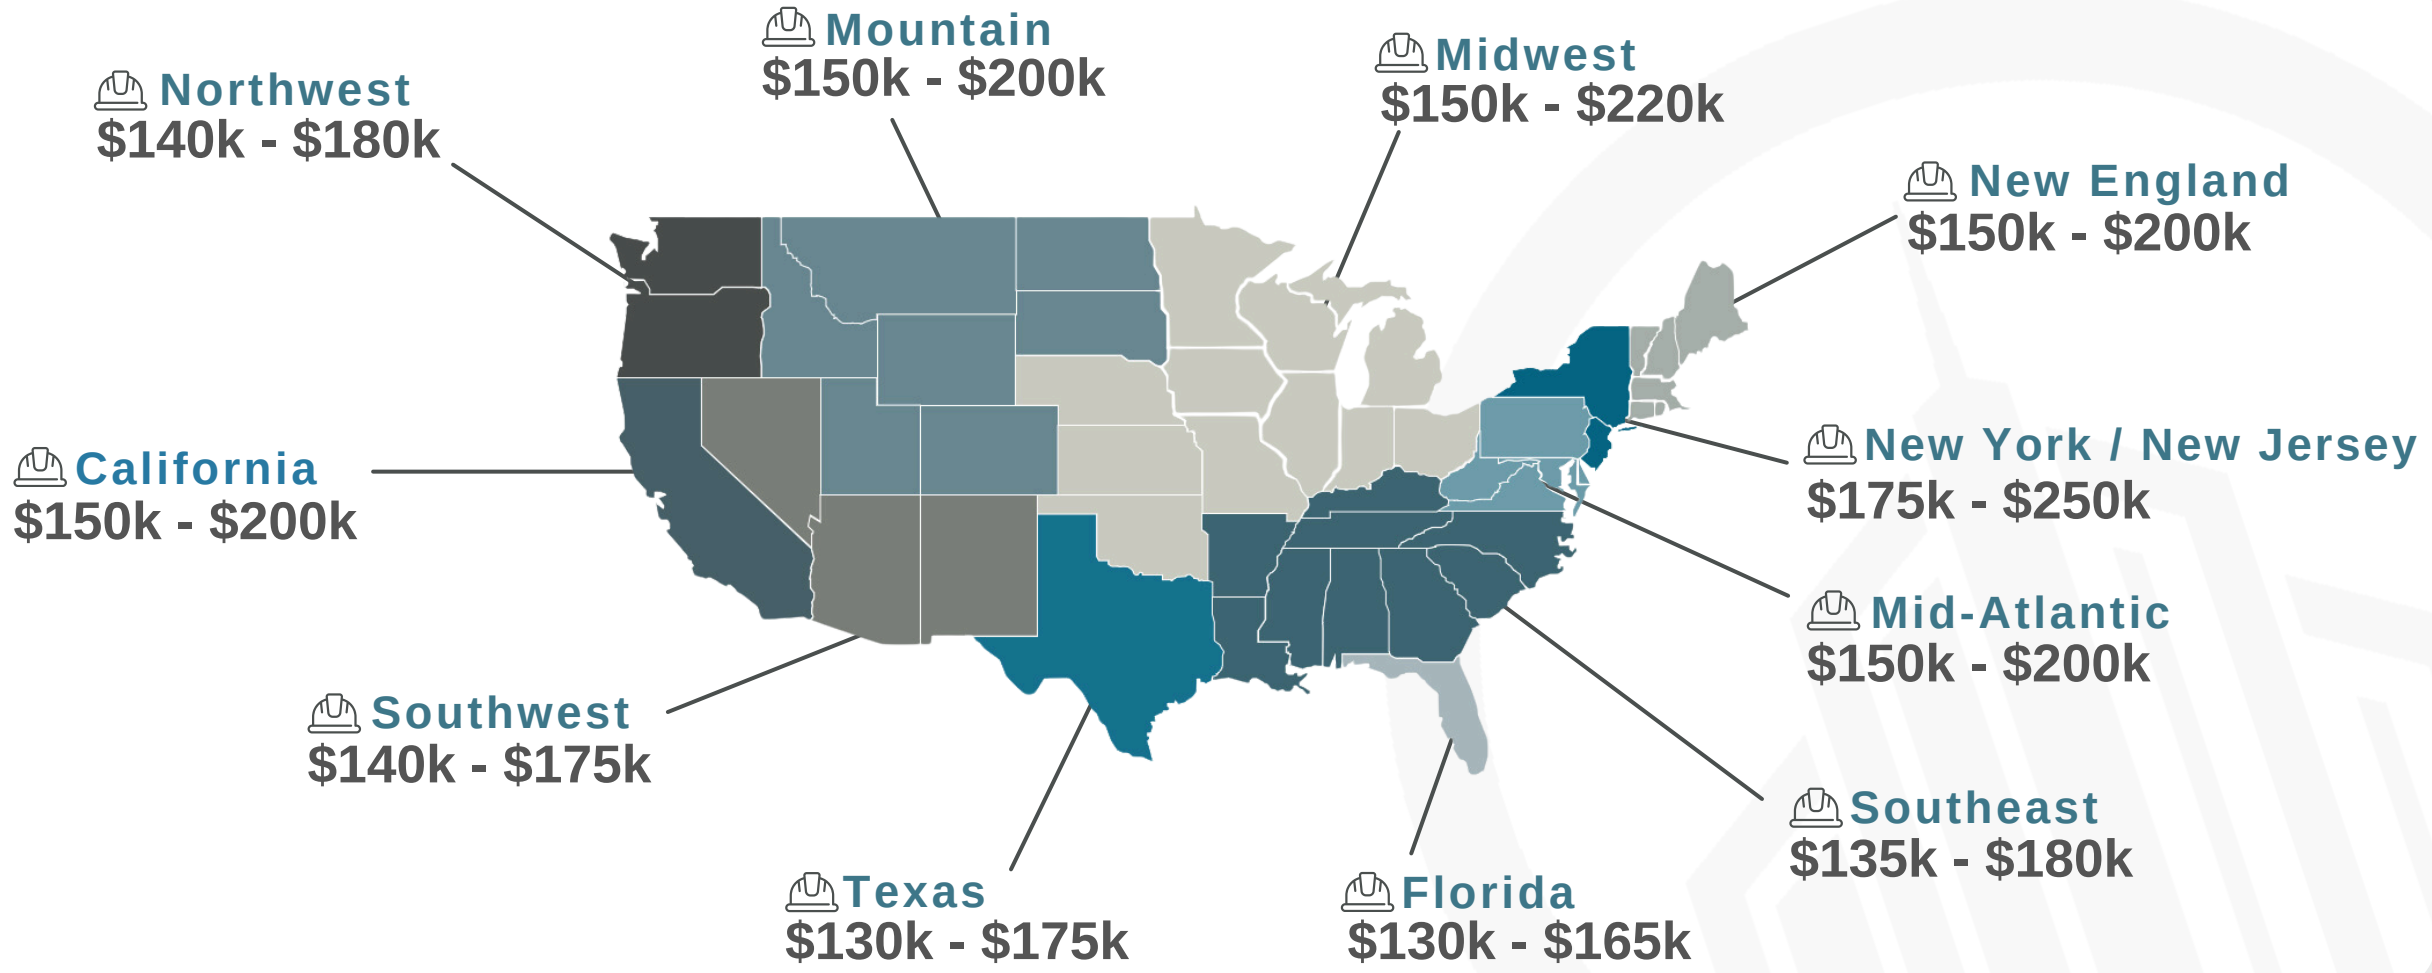 Mountain
$150k - $200k
Midwest
$150k - $220k
Northwest
$140k - $180k
New England
$150k - $200k
New York / New Jersey
$175k - $250k
California
$150k - $200k
Mid-Atlantic
$150k - $200k
Southwest
$140k - $175k
Southeast
$135k - $180k
Texas
$130k - $175k
Florida
$130k - $165k